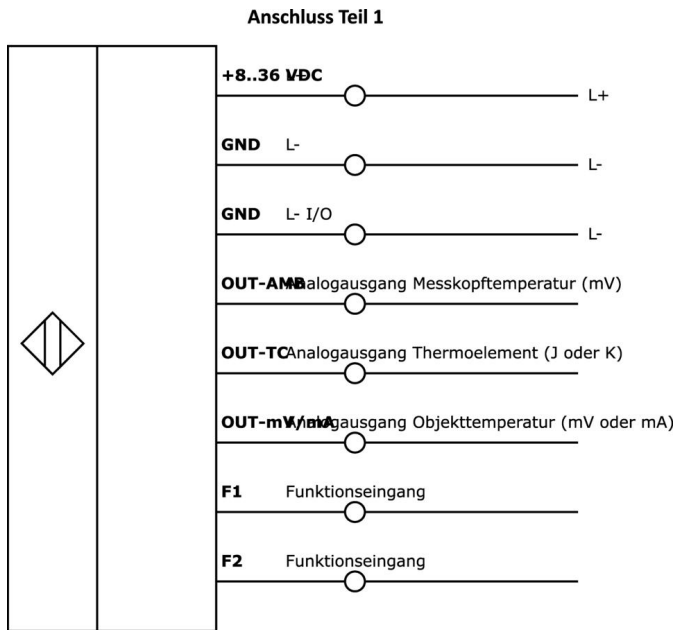 Anschluss Teil 1
+8..36 VDC L+
L+
GND L-
L-
GND L- I/O
L-
OUT-AMB Analogausgang Messkopftemperatur (mV)
OUT-TC Analogausgang Thermoelement (J oder K)
OUT-mV/mA Analogausgang Objekttemperatur (mV oder mA)
F1 Funktionseingang
F2 Funktionseingang